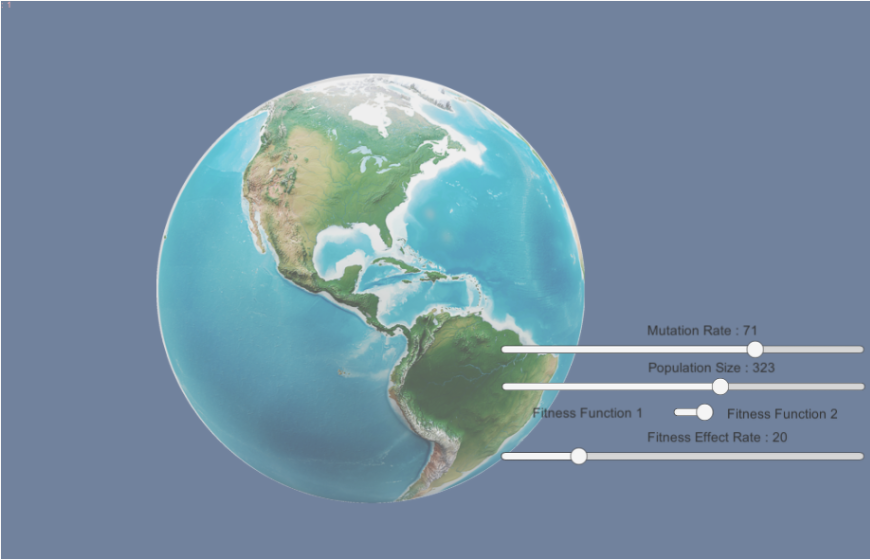 Mutation Rate : 71
Population Size : 323
Fitness Function 1 Fitness Function 2
Fitness Effect Rate : 20